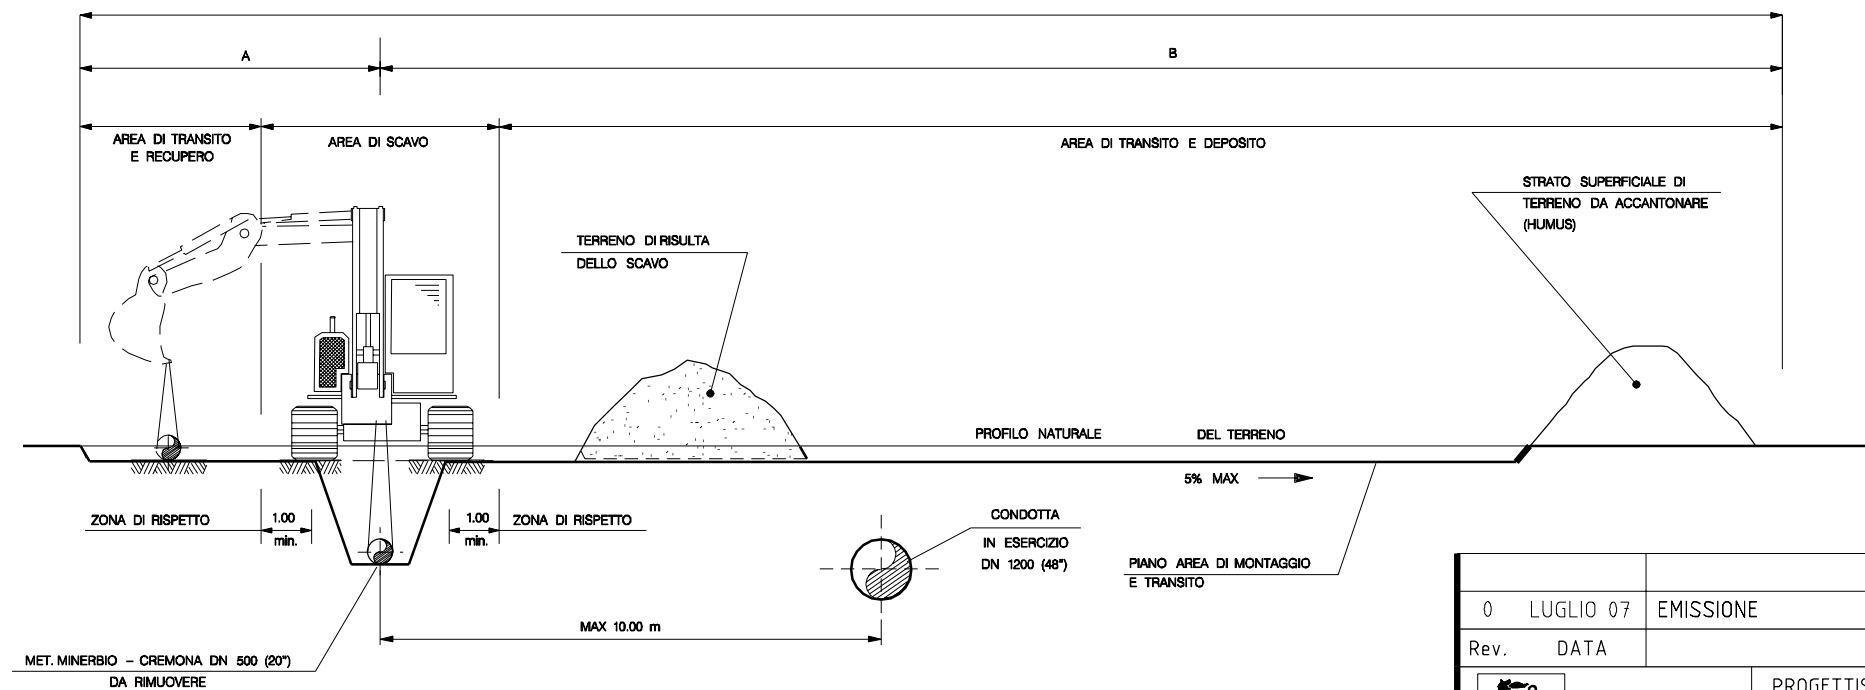 A
B
AREA DI TRANSITO
E RECUPERO
AREA DI SCAVO
AREA DI TRANSITO E DEPOSITO
STRATO SUPERFICIALE DI
TERRENO DA ACCANTONARE
(HUMUS)
TERRENO DI RISULTA
DELLO SCAVO
PROFILO NATURALE DEL TERRENO
5% MAX
ZONA DI RISPETTO
1.00
min.
1.00
min.
ZONA DI RISPETTO
CONDOTTA
IN ESERCIZIO
DN 1200 (48")
PIANO AREA DI MONTAGGIO
E TRANSITO
MAX 10.00 m
MET. MINERBIO - CREMONA DN 500 (20")
DA RIMUOVERE
0 LUGLIO 07 EMISSIONE
Rev. DATA
PROGETTIS